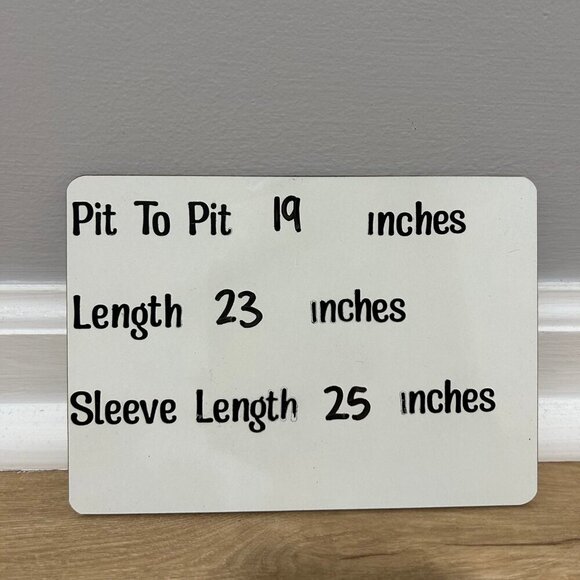 Pit To Pit 19 inches
Length 23 inches
Sleeve Length 25 inches